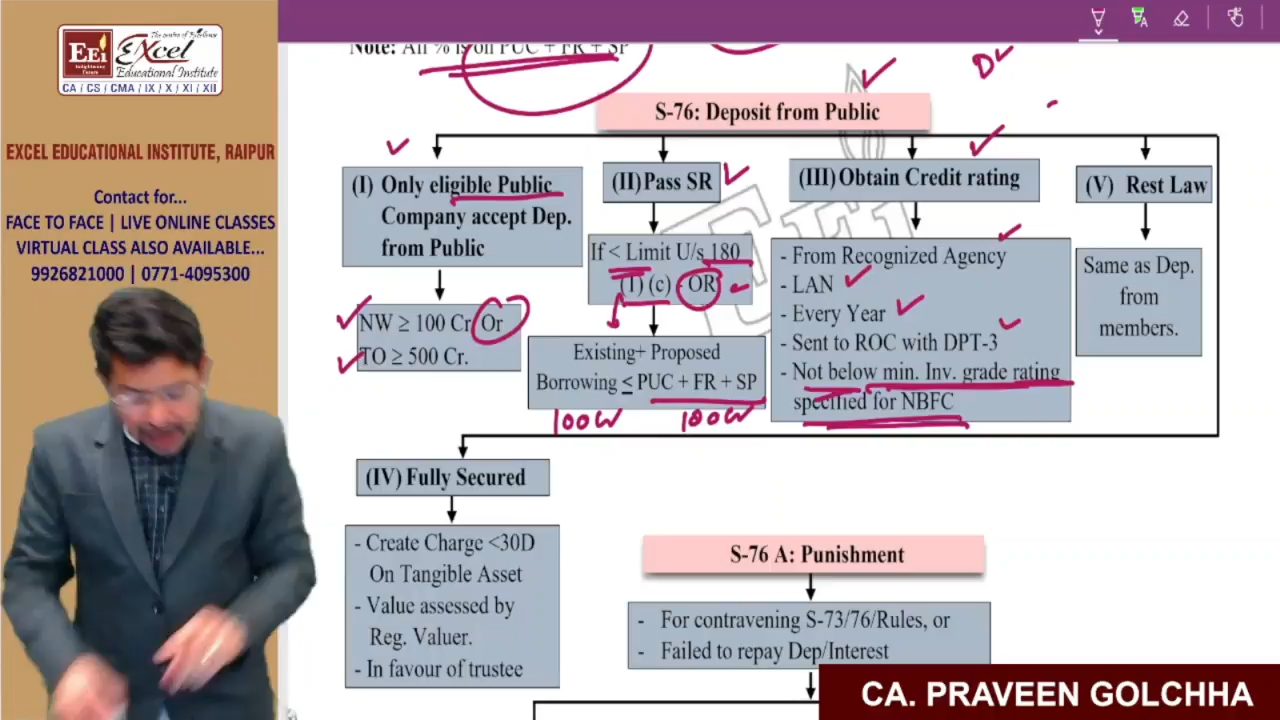 The centre of Excellence
EEi
Excel
Educational Institute
CA / CS / CMA / IX / X / XI / XII
EXCEL EDUCATIONAL INSTITUTE, RAIPUR
Contact for...
FACE TO FACE | LIVE ONLINE CLASSES
VIRTUAL CLASS ALSO AVAILABLE...
9926821000 | 0771-4095300
Note: All % is on PUC + FR + SP
S-76: Deposit from Public
(I) Only eligible Public
Company accept Dep.
from Public
NW ≥ 100 Cr Or
TO ≥ 500 Cr.
(II) Pass SR
If < Limit U/s 180
(1) (c) - OR
Existing+ Proposed
Borrowing ≤ PUC + FR + SP
100Cr 100Cr
(III) Obtain Credit rating
- From Recognized Agency
- LAN
- Every Year
- Sent to ROC with DPT-3
- Not below min. Inv. grade rating
specified for NBFC
(V) Rest Law
Same as Dep.
from
members.
(IV) Fully Secured
- Create Charge <30D
On Tangible Asset
- Value assessed by
Reg. Valuer.
- In favour of trustee
S-76 A: Punishment
- For contravening S-73/76/Rules, or
- Failed to repay Dep/Interest
EEi
CA. PRAVEEN GOLCHHA